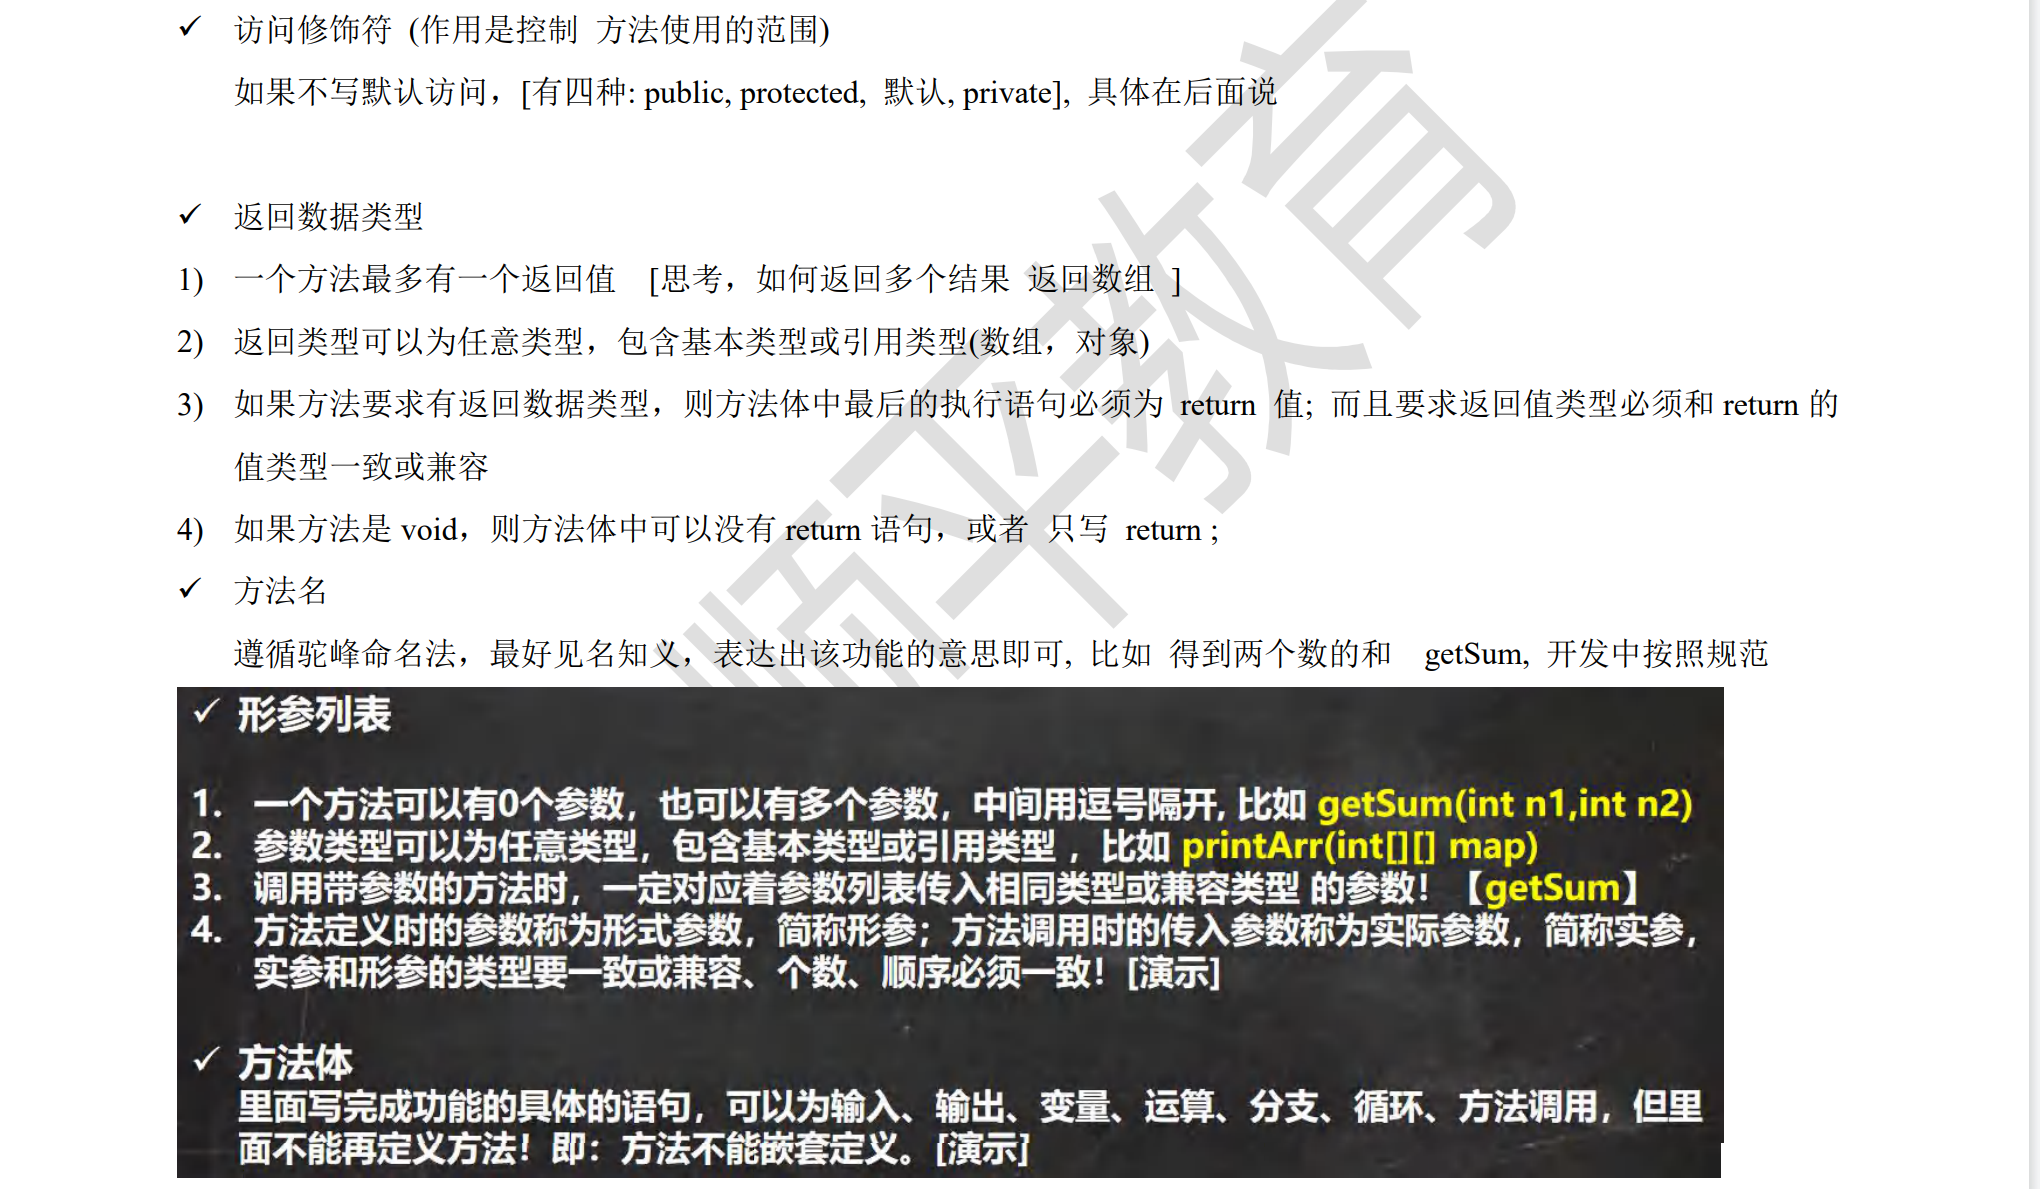 ✓ 访问修饰符 (作用是控制 方法使用的范围)
如果不写默认访问，[有四种: public, protected, 默认, private], 具体在后面说
✓ 返回数据类型
1) 一个方法最多有一个返回值 [思考，如何返回多个结果 返回数组 ]
2) 返回类型可以为任意类型，包含基本类型或引用类型(数组，对象)
3) 如果方法要求有返回数据类型，则方法体中最后的执行语句必须为 return 值; 而且要求返回值类型必须和 return 的
值类型一致或兼容
4) 如果方法是 void，则方法体中可以没有 return 语句，或者 只写 return ;
✓ 方法名
遵循驼峰命名法，最好见名知义，表达出该功能的意思即可, 比如 得到两个数的和 getSum, 开发中按照规范
✓ 形参列表
1. 一个方法可以有0个参数，也可以有多个参数，中间用逗号隔开, 比如 getSum(int n1,int n2)
2. 参数类型可以为任意类型，包含基本类型或引用类型 ，比如 printArr(int[][] map)
3. 调用带参数的方法时，一定对应着参数列表传入相同类型或兼容类型 的参数！【getSum】
4. 方法定义时的参数称为形式参数，简称形参；方法调用时的传入参数称为实际参数，简称实参，
实参和形参的类型要一致或兼容、个数、顺序必须一致！[演示]
✓ 方法体
里面写完成功能的具体的语句，可以为输入、输出、变量、运算、分支、循环、方法调用，但里
面不能再定义方法！即：方法不能嵌套定义。[演示]
师平教育